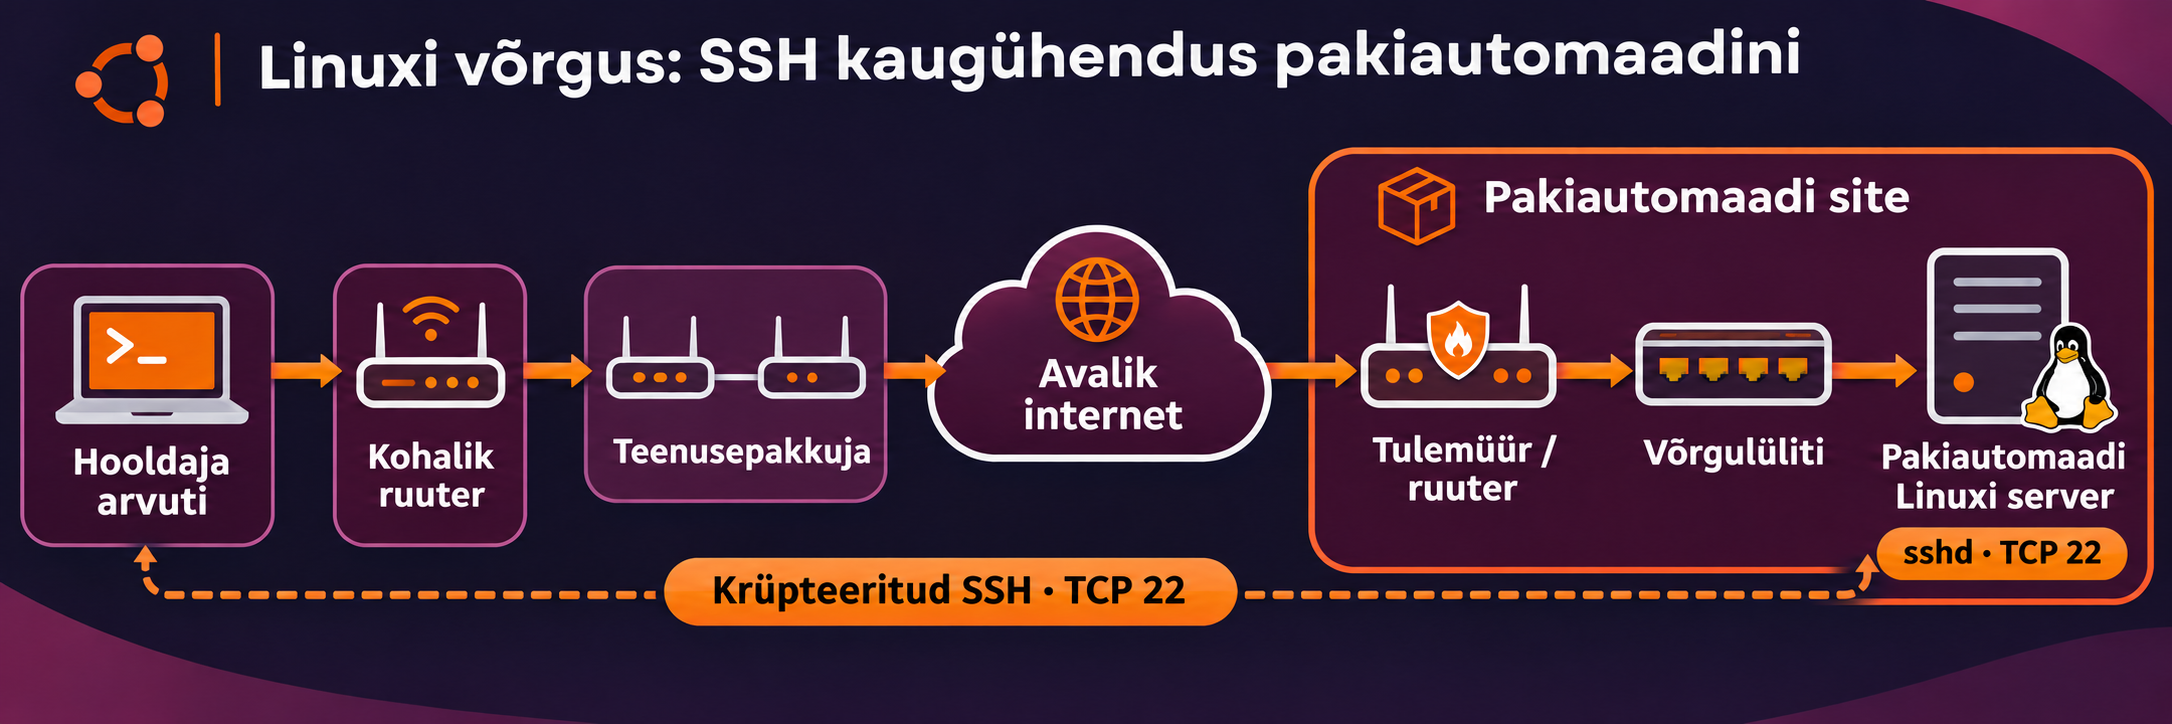 Linuxi võrgus: SSH kaugühendus pakiautomaadini
Pakiautomaadi site
>_
Hooldaja
arvuti
Kohalik
ruuter
Teenusepakkuja
Avalik
internet
Tulemüür /
ruuter
Võrgulüliti
Pakiautomaadi
Linuxi server
sshd · TCP 22
Krüpteeritud SSH · TCP 22